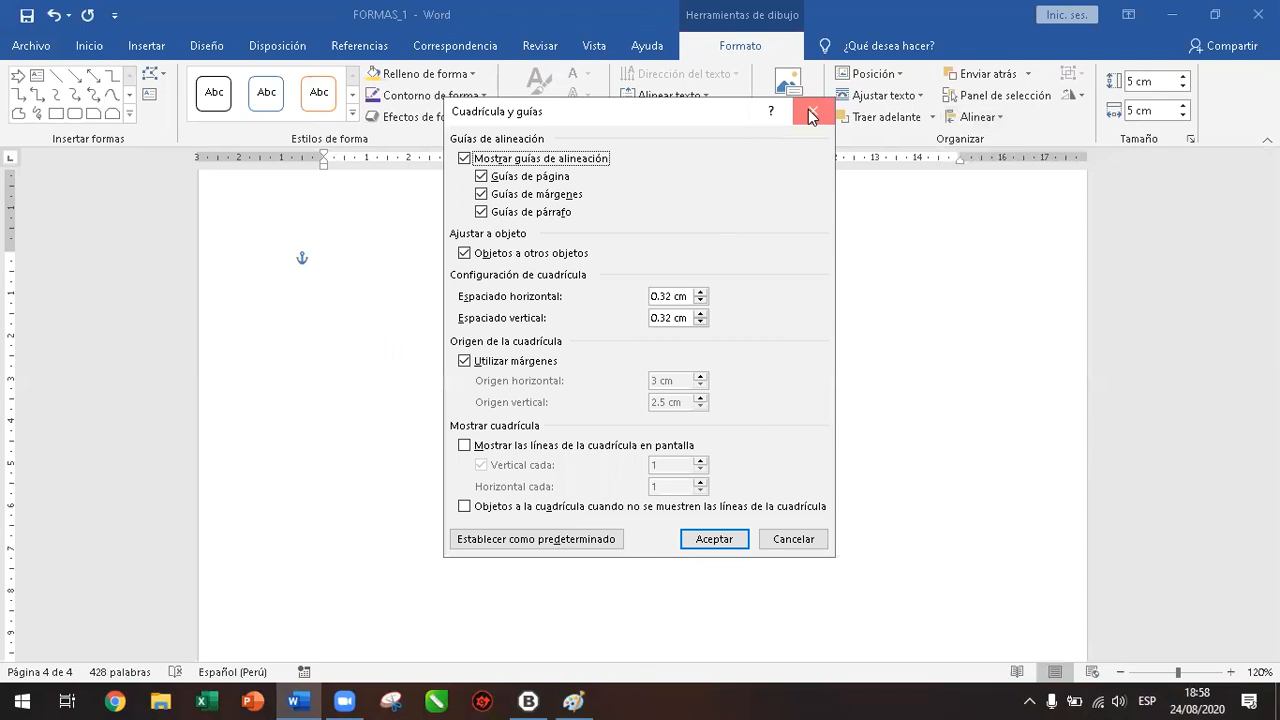 FORMAS_1 - Word
Herramientas de dibujo
Inic. ses.
Archivo Inicio Insertar Diseño Disposición Referencias Correspondencia Revisar Vista Ayuda Formato ¿Qué desea hacer? Compartir
Abc Abc Abc
Relleno de forma
Contorno de forma
Efectos de fo
Dirección del texto
Alinear texto
Posición
Ajustar texto
Traer adelante
Enviar atrás
Panel de selección
Alinear
5 cm
5 cm
Insertar formas
Estilos de forma
Organizar
Tamaño
Cuadrícula y guías
?
Guías de alineación
Mostrar guías de alineación
Guías de página
Guías de márgenes
Guías de párrafo
Ajustar a objeto
Objetos a otros objetos
Configuración de cuadrícula
Espaciado horizontal: 0.32 cm
Espaciado vertical: 0.32 cm
Origen de la cuadrícula
Utilizar márgenes
Origen horizontal: 3 cm
Origen vertical: 2.5 cm
Mostrar cuadrícula
Mostrar las líneas de la cuadrícula en pantalla
Vertical cada: 1
Horizontal cada: 1
Objetos a la cuadrícula cuando no se muestren las líneas de la cuadrícula
Establecer como predeterminado
Aceptar
Cancelar
Página 4 de 4 428 palabras Español (Perú) 120%
ESP
18:58
24/08/2020